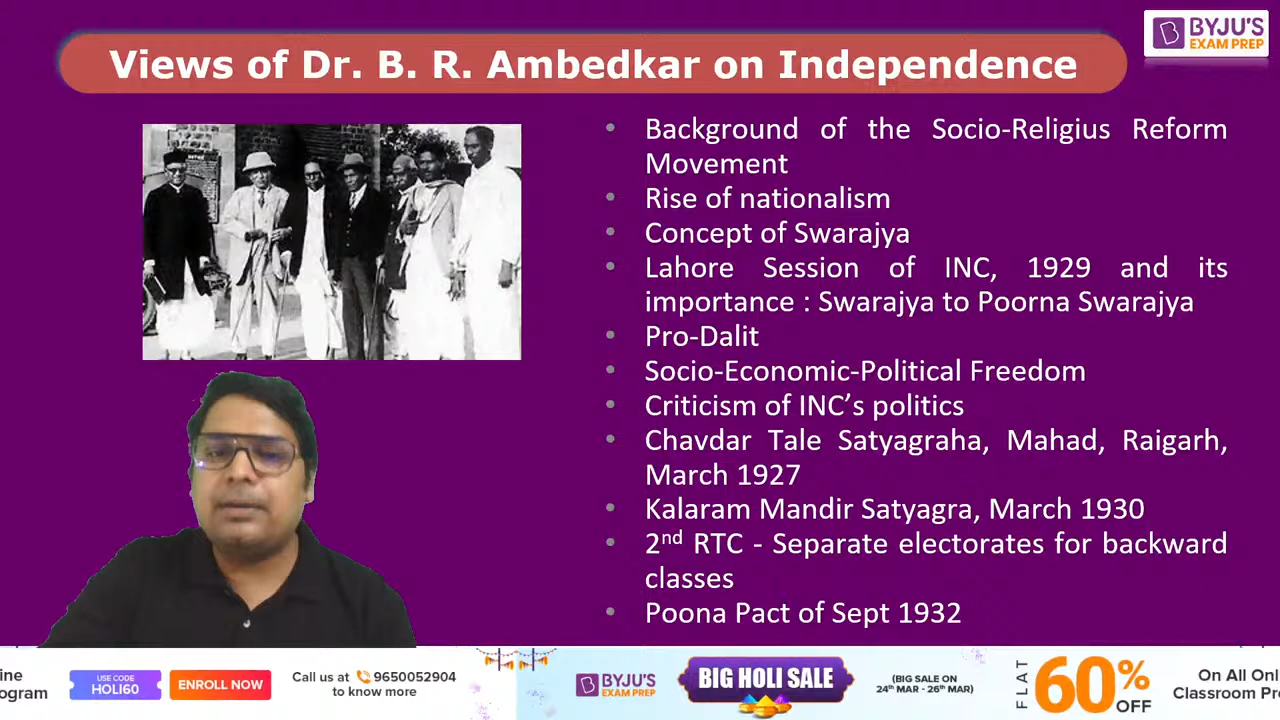 BYJU'S
EXAM PREP
Views of Dr. B. R. Ambedkar on Independence
• Background of the Socio-Religius Reform
Movement
• Rise of nationalism
• Concept of Swarajya
• Lahore Session of INC, 1929 and its
importance : Swarajya to Poorna Swarajya
• Pro-Dalit
• Socio-Economic-Political Freedom
• Criticism of INC’s politics
• Chavdar Tale Satyagraha, Mahad, Raigarh,
March 1927
• Kalaram Mandir Satyagra, March 1930
• 2nd RTC - Separate electorates for backward
classes
• Poona Pact of Sept 1932
ine
ogram
USE CODE
HOLI60
ENROLL NOW
Call us at 9650052904
to know more
BYJU'S
EXAM PREP
BIG HOLI SALE
(BIG SALE ON
24TH MAR - 26TH MAR)
FLAT
60%
OFF
On All Onli
Classroom Pro